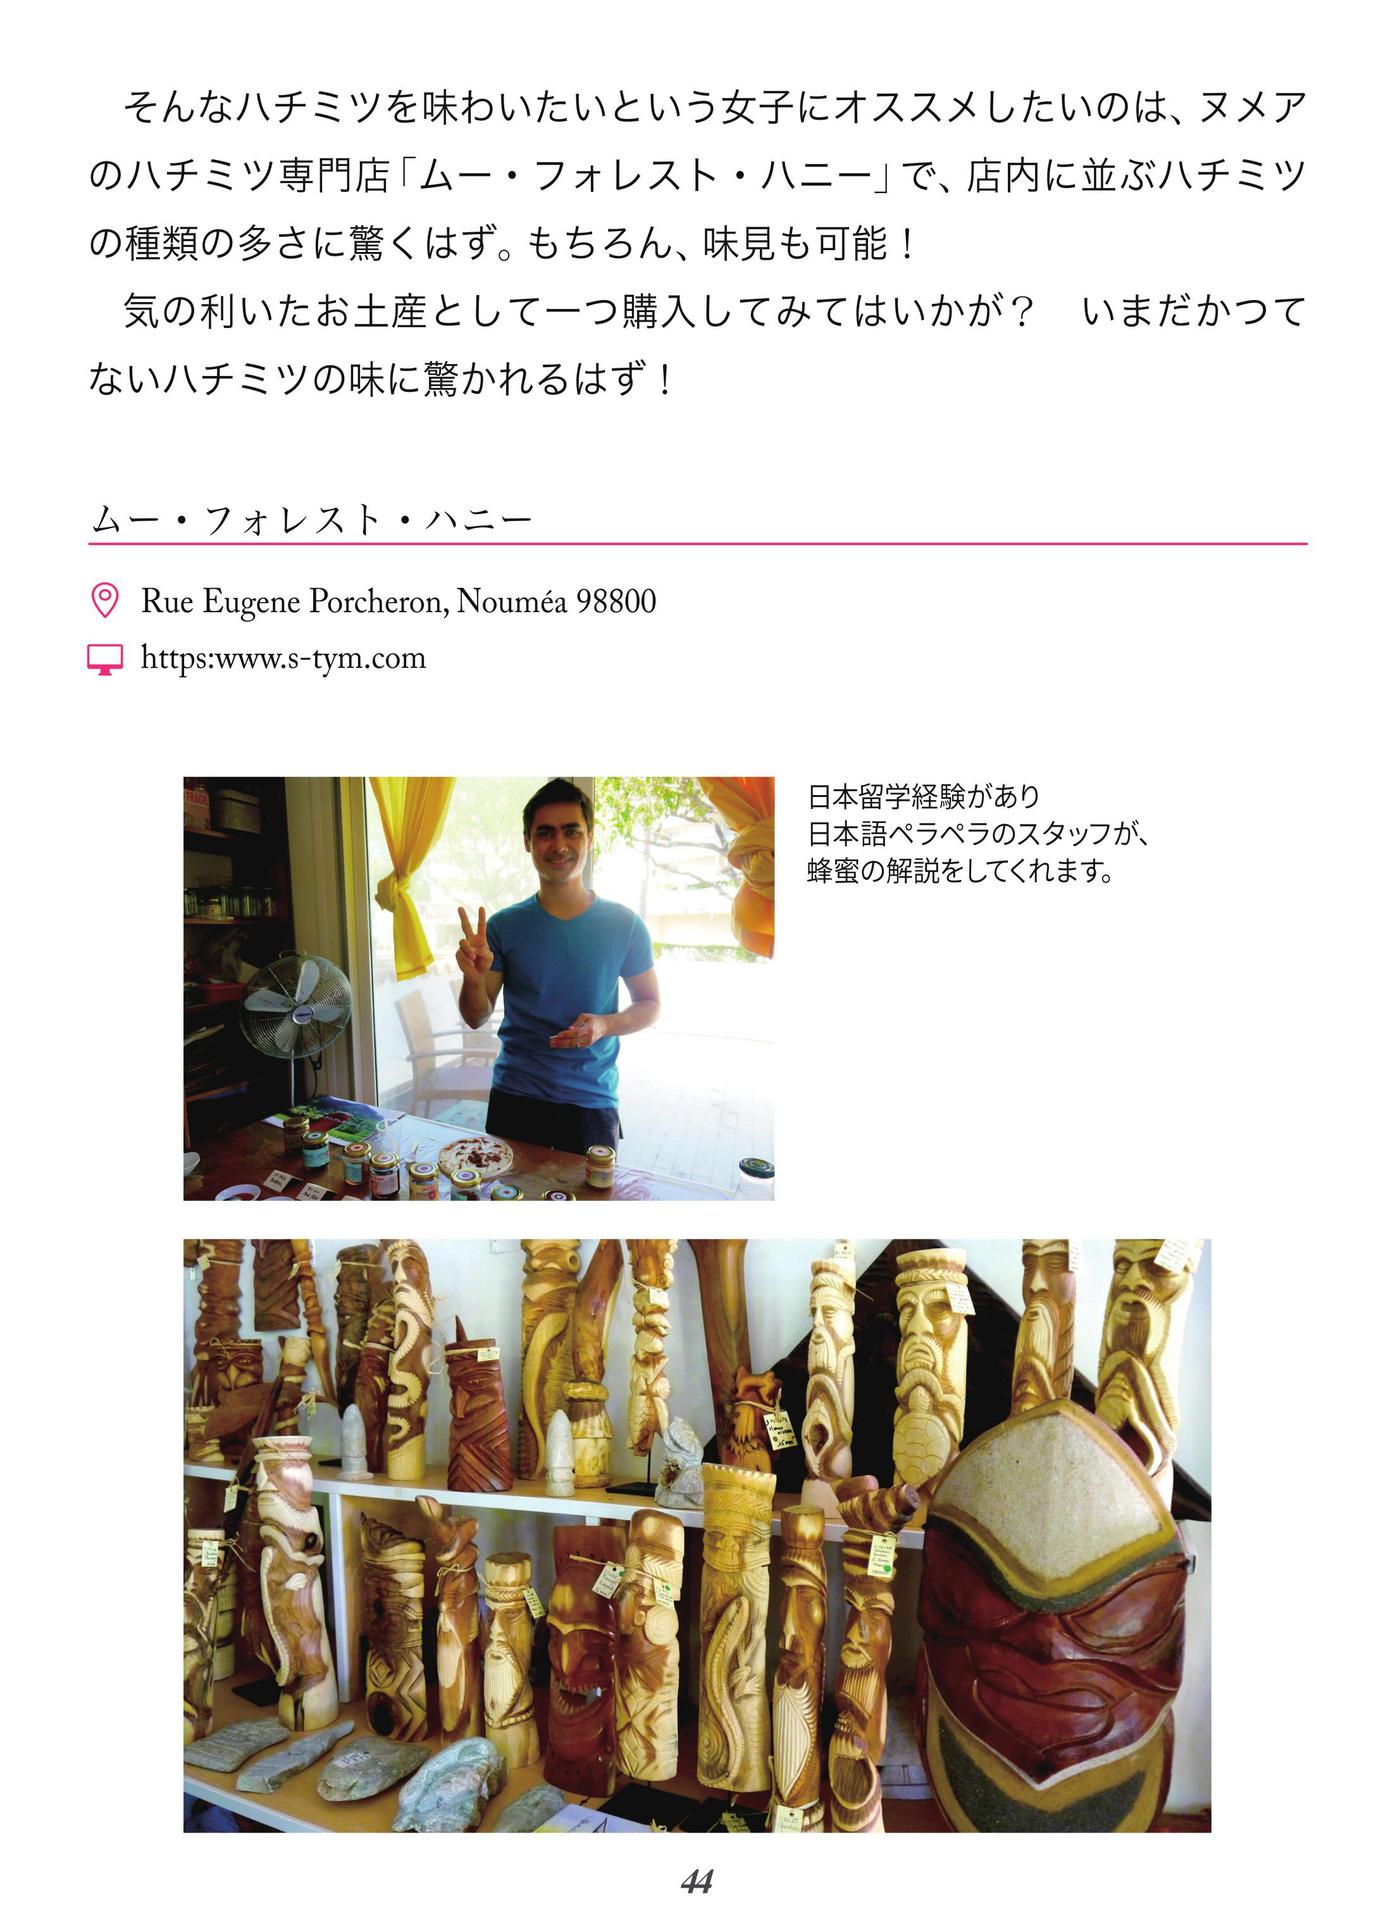 そんなハチミツを味わいたいという女子にオススメしたいのは、ヌメア
のハチミツ専門店「ムー・フォレスト・ハニー」で、店内に並ぶハチミツ
の種類の多さに驚くはず。もちろん、味見も可能！
気の利いたお土産として一つ購入してみてはいかが？　いまだかつて
ないハチミツの味に驚かれるはず！
ムー・フォレスト・ハニー
Rue Eugene Porcheron, Nouméa 98800
https:www.s-tym.com
日本留学経験があり
日本語ペラペラのスタッフが、
蜂蜜の解説をしてくれます。
44